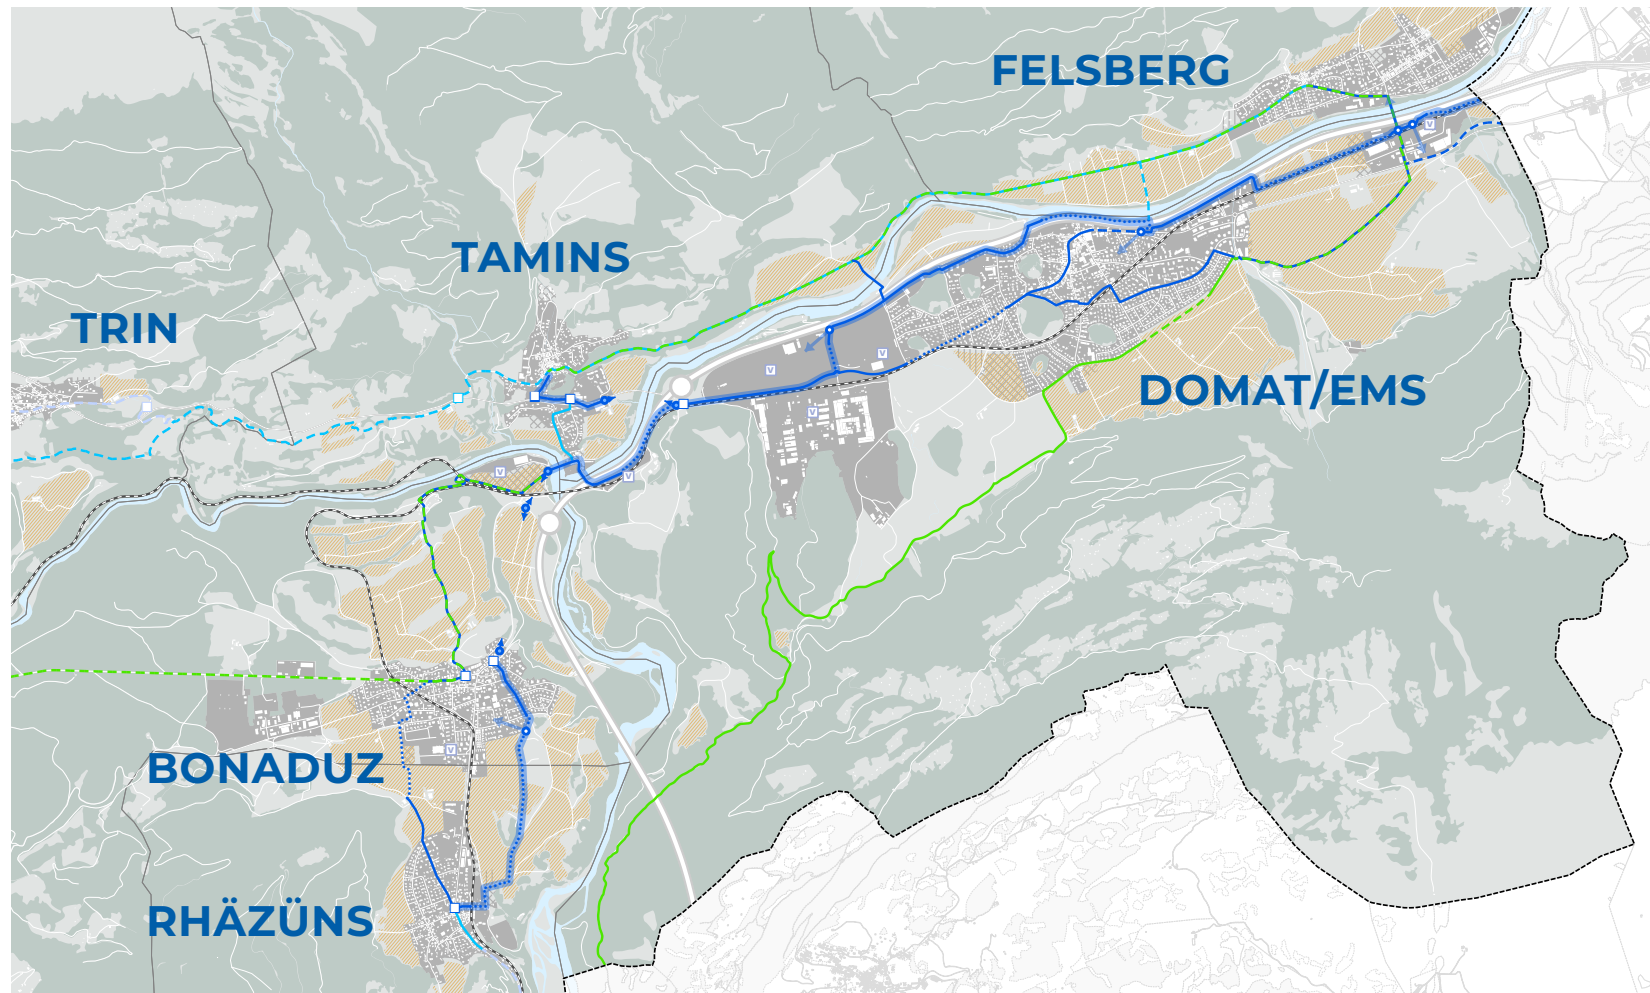 FELSBERG
TAMINS
TRIN
DOMAT/EMS
BONADUZ
RHÄZÜNS
V
V
V
V
V
V
V